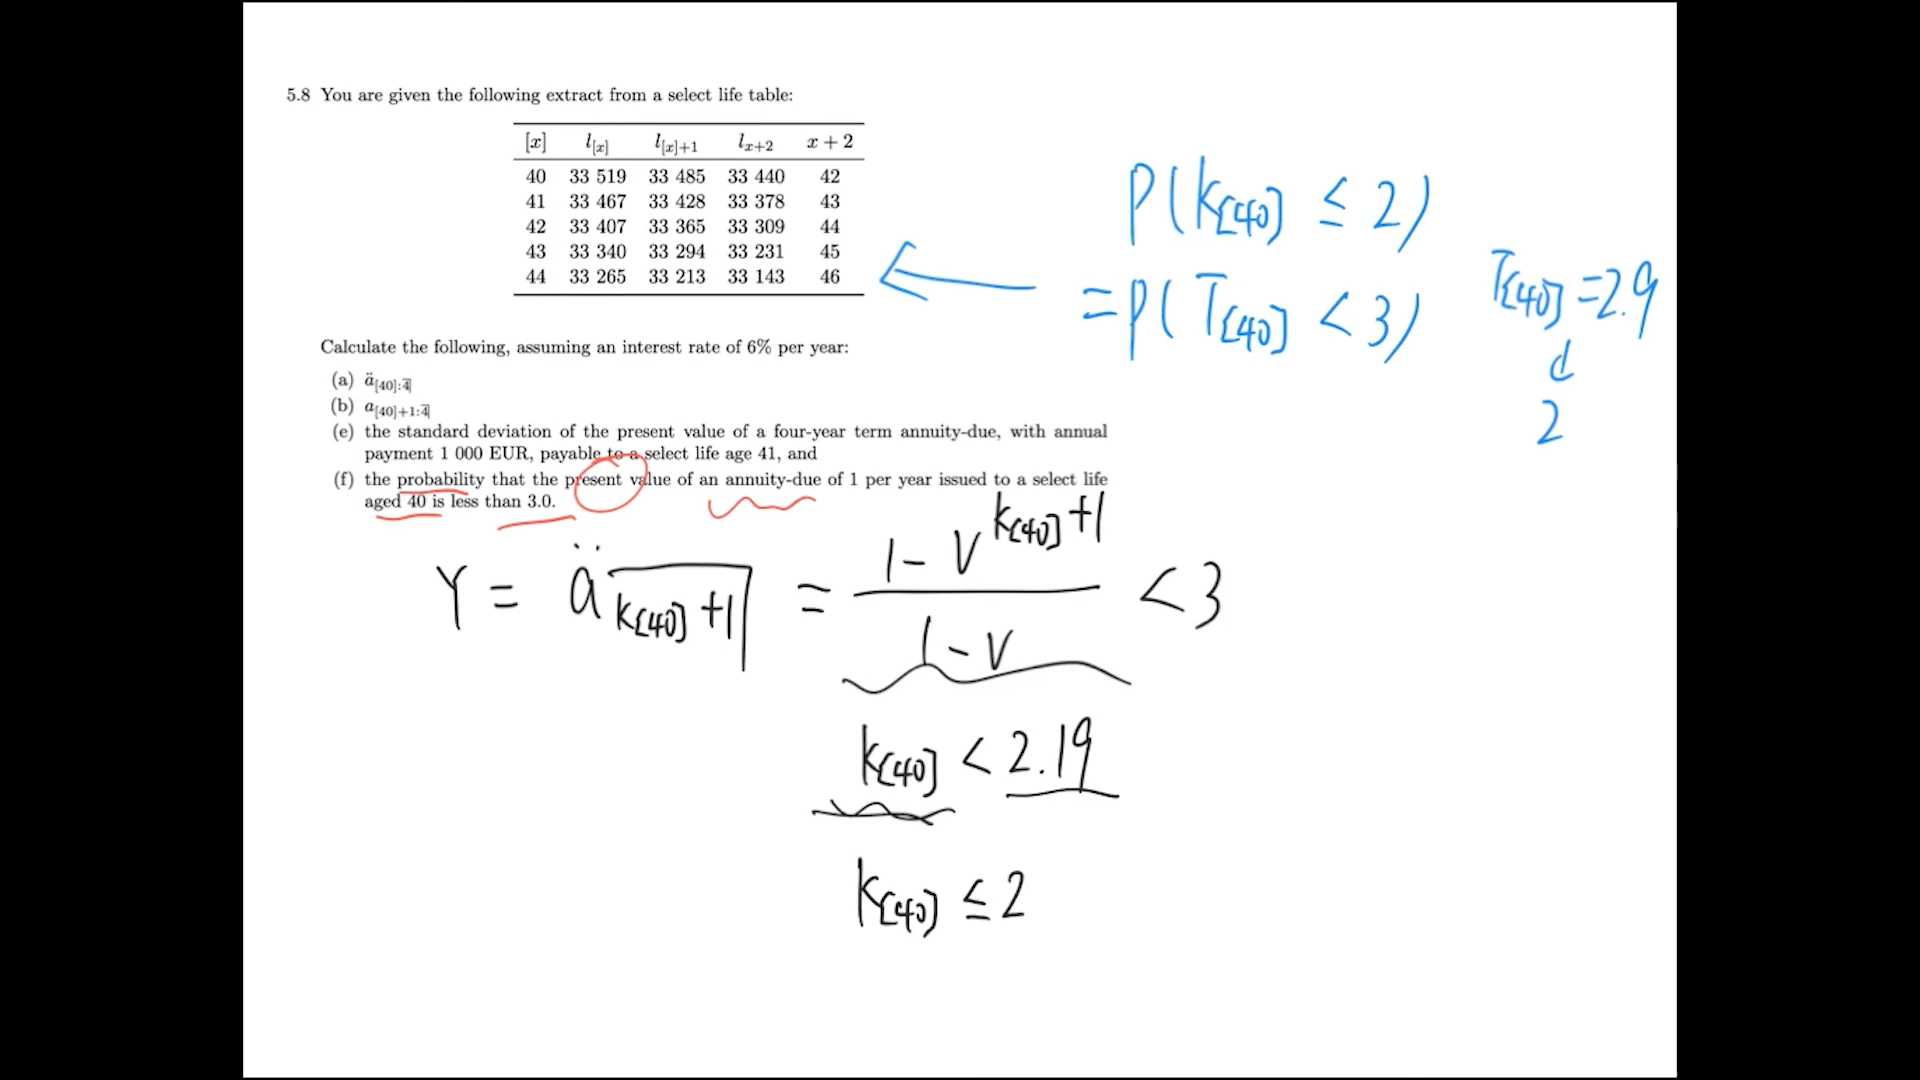 5.8 You are given the following extract from a select life table:
[x] l[x] l[x]+1 lx+2 x + 2
40 33 519 33 485 33 440 42
41 33 467 33 428 33 378 43
42 33 407 33 365 33 309 44
43 33 340 33 294 33 231 45
44 33 265 33 213 33 143 46
Calculate the following, assuming an interest rate of 6% per year:
(a) ä[40]:4̅|
(b) a[40]+1:4̅|
(e) the standard deviation of the present value of a four-year term annuity-due, with annual
payment 1 000 EUR, payable to a select life age 41, and
(f) the probability that the present value of an annuity-due of 1 per year issued to a select life
aged 40 is less than 3.0.
P(K[40] ≤ 2)
= P(T[40] < 3)
T[40] = 2.9
↓
2
Y = ä K[40]+1| = (1 - V^(K[40]+1)) / (1 - V) < 3
K[40] < 2.19
K[40] ≤ 2